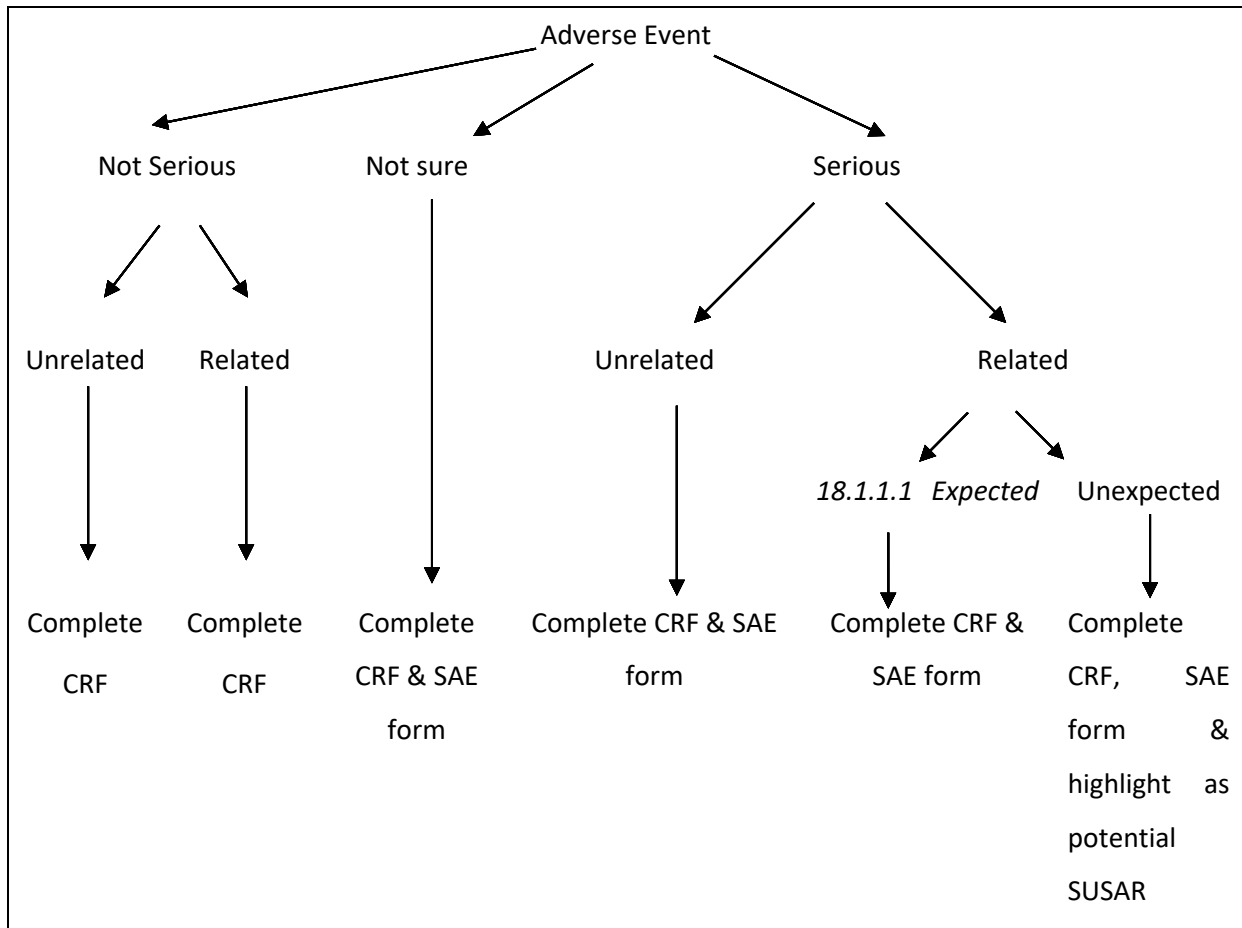 Adverse Event
Not Serious
Not sure
Serious
Unrelated
Related
Unrelated
Related
18.1.1.1 Expected
Unexpected
Complete
CRF
Complete
CRF
Complete
CRF & SAE
form
Complete CRF & SAE
form
Complete CRF &
SAE form
Complete
CRF, SAE
form &
highlight as
potential
SUSAR